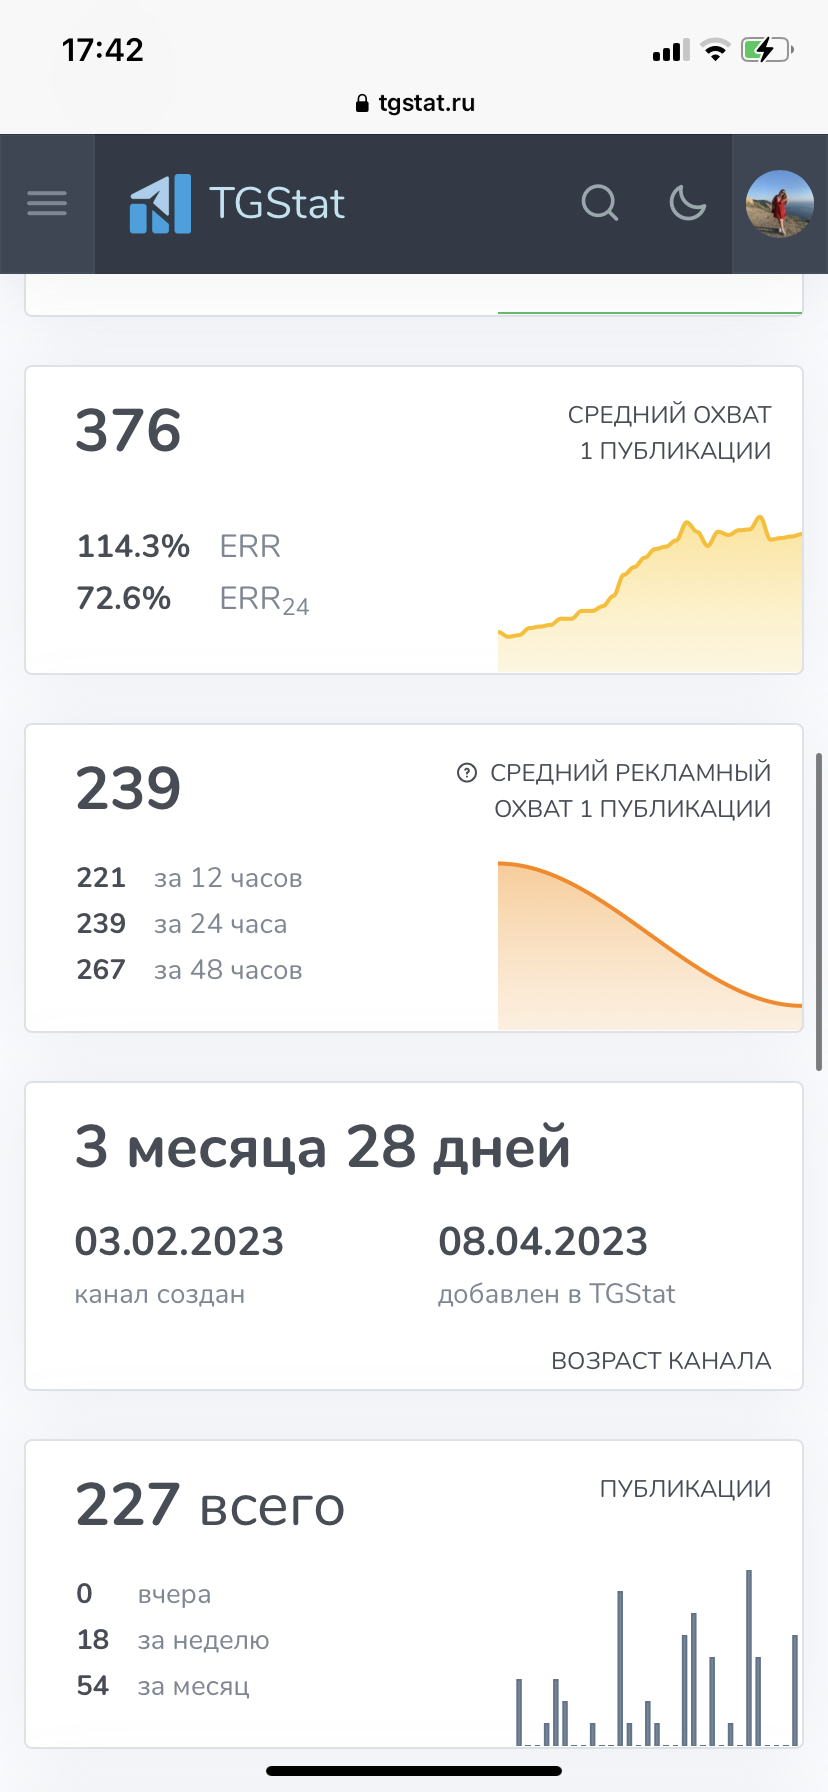 17:42
tgstat.ru
TGStat
376
СРЕДНИЙ ОХВАТ
1 ПУБЛИКАЦИИ
114.3% ERR
72.6% ERR24
239
СРЕДНИЙ РЕКЛАМНЫЙ
ОХВАТ 1 ПУБЛИКАЦИИ
221 за 12 часов
239 за 24 часа
267 за 48 часов
3 месяца 28 дней
03.02.2023 08.04.2023
канал создан добавлен в TGStat
ВОЗРАСТ КАНАЛА
227 всего
ПУБЛИКАЦИИ
0 вчера
18 за неделю
54 за месяц